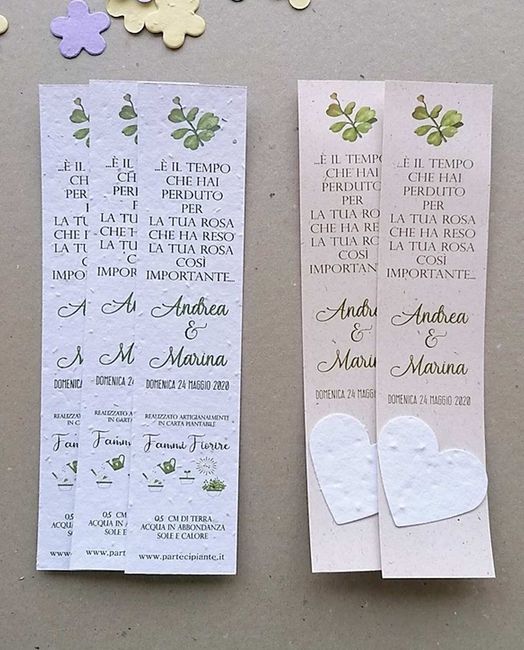 ...È IL TEMPO
CHE HAI
PERDUTO
PER
LA TUA ROSA
CHE HA RESO
LA TUA ROSA
COSÌ
IMPORTANTE...
Andrea
&
Marina
DOMENICA 24 MAGGIO 2020
REALIZZATO ARTIGIANALMENTE
IN CARTA PIANTABILE
Fammi Fiorire
0,5 CM DI TERRA
ACQUA IN ABBONDANZA
SOLE E CALORE
www.partecipiante.it
...È IL TEMPO
CHE HAI
PERDUTO
PER
LA TUA ROSA
CHE HA RESO
LA TUA ROSA
COSÌ
IMPORTANTE...
Andrea
&
Marina
DOMENICA 24 MAGGIO 2020